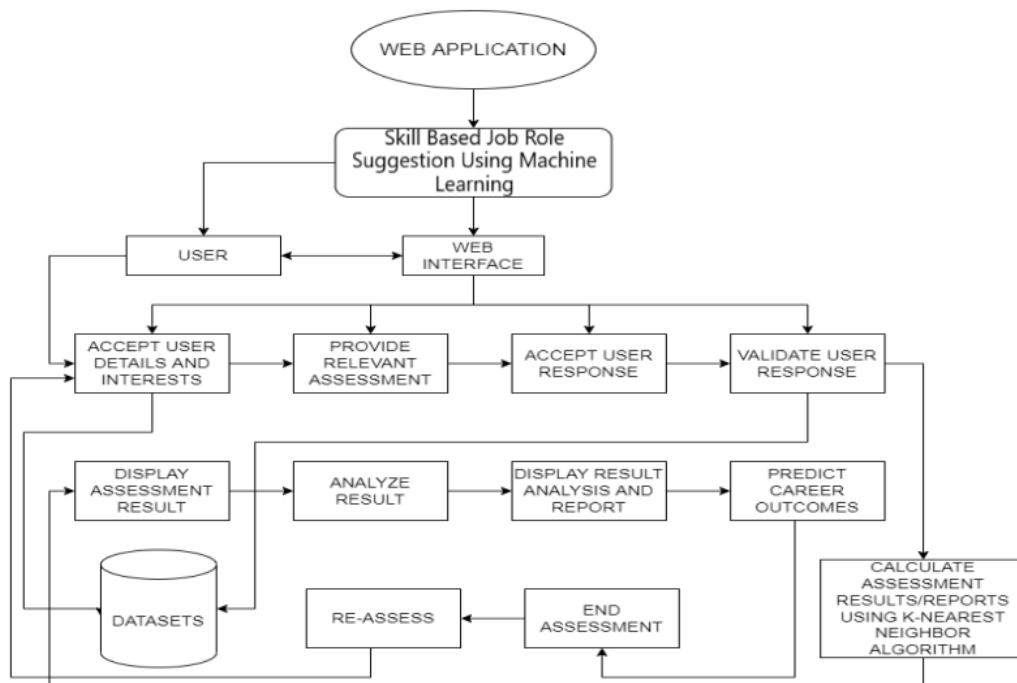 WEB APPLICATION
Skill Based Job Role
Suggestion Using Machine
Learning
USER
WEB
INTERFACE
ACCEPT USER
DETAILS AND
INTERESTS
PROVIDE
RELEVANT
ASSESSMENT
ACCEPT USER
RESPONSE
VALIDATE USER
RESPONSE
DISPLAY
ASSESSMENT
RESULT
ANALYZE
RESULT
DISPLAY RESULT
ANALYSIS AND
REPORT
PREDICT
CAREER
OUTCOMES
DATASETS
RE-ASSESS
END
ASSESSMENT
CALCULATE
ASSESSMENT
RESULTS/REPORTS
USING K-NEAREST
NEIGHBOR
ALGORITHM